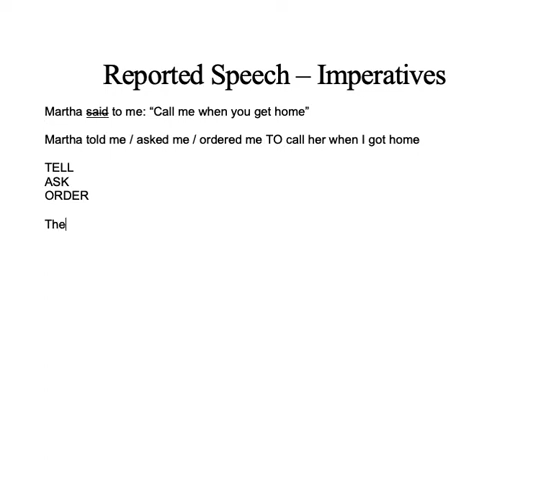 Reported Speech – Imperatives
Martha said to me: “Call me when you get home”
Martha told me / asked me / ordered me TO call her when I got home
TELL
ASK
ORDER
The